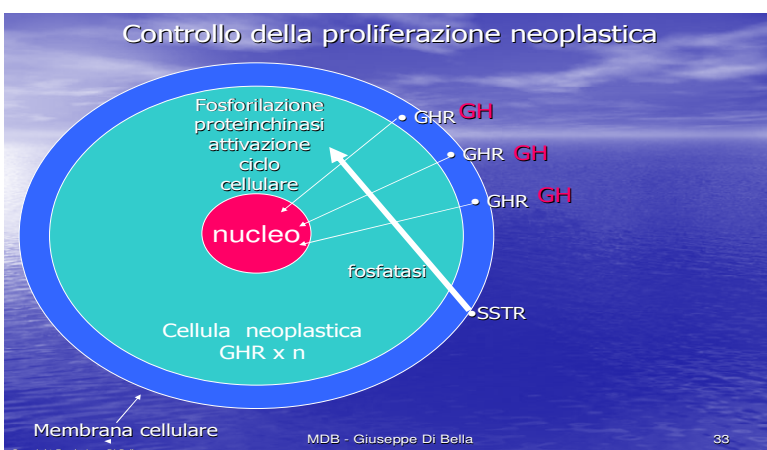 Controllo della proliferazione neoplastica
Fosforilazione
proteinchinasi
attivazione
ciclo
cellulare
GHR GH
GHR GH
GHR GH
nucleo
fosfatasi
SSTR
Cellula neoplastica
GHR x n
Membrana cellulare
MDB - Giuseppe Di Bella
33